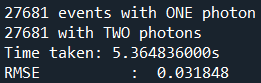 27681 events with ONE photon
27681 with TWO photons
Time taken: 5.364836000s
RMSE        :  0.031848